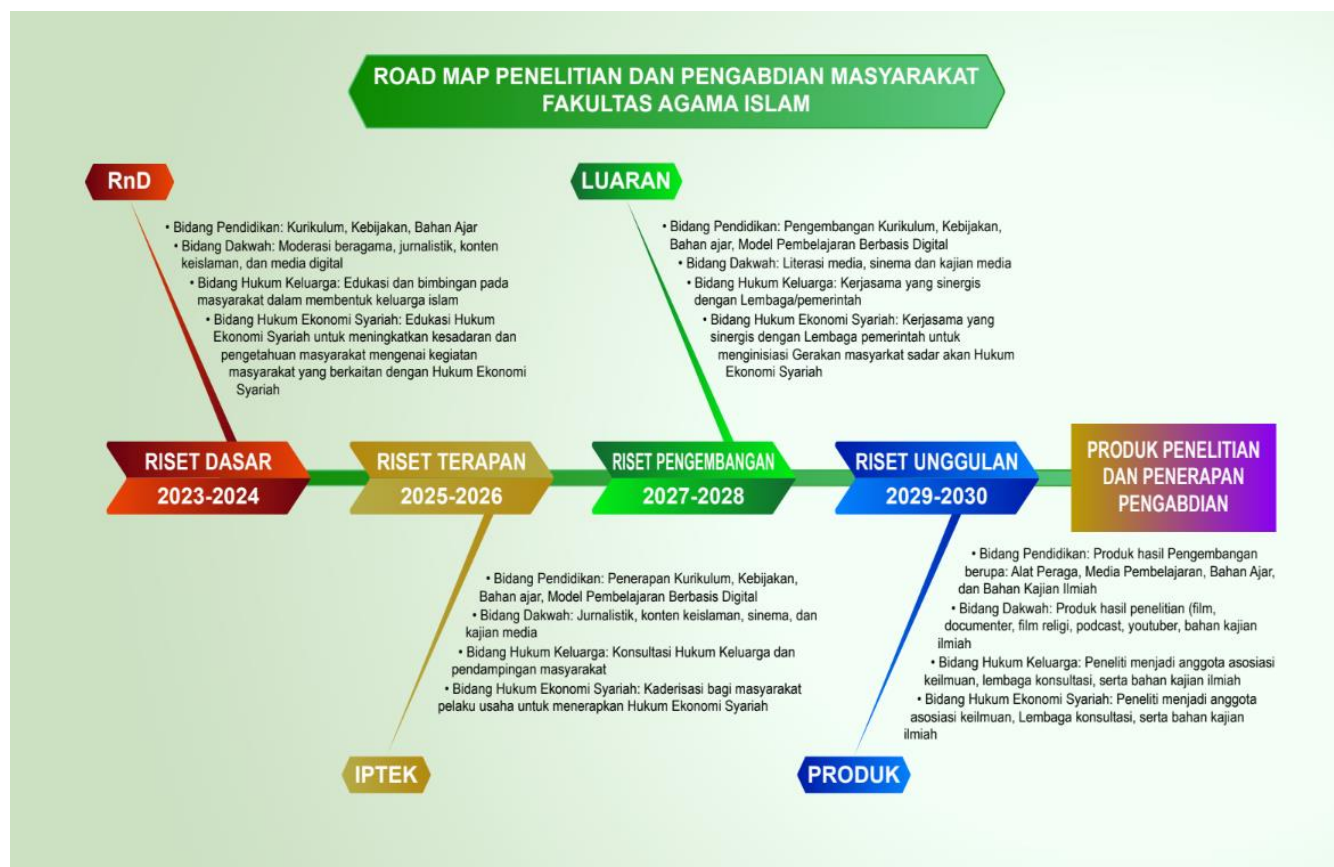 ROAD MAP PENELITIAN DAN PENGABDIAN MASYARAKAT
FAKULTAS AGAMA ISLAM
RnD
• Bidang Pendidikan: Kurikulum, Kebijakan, Bahan Ajar
• Bidang Dakwah: Moderasi beragama, jurnalistik, konten
keislaman, dan media digital
• Bidang Hukum Keluarga: Edukasi dan bimbingan pada
masyarakat dalam membentuk keluarga islam
• Bidang Hukum Ekonomi Syariah: Edukasi Hukum
Ekonomi Syariah untuk meningkatkan kesadaran dan
pengetahuan masyarakat mengenai kegiatan
masyarakat yang berkaitan dengan Hukum Ekonomi
Syariah
LUARAN
• Bidang Pendidikan: Pengembangan Kurikulum, Kebijakan,
Bahan ajar, Model Pembelajaran Berbasis Digital
• Bidang Dakwah: Literasi media, sinema dan kajian media
• Bidang Hukum Keluarga: Kerjasama yang sinergis
dengan Lembaga/pemerintah
• Bidang Hukum Ekonomi Syariah: Kerjasama yang
sinergis dengan Lembaga pemerintah untuk
menginisiasi Gerakan masyarkat sadar akan Hukum
Ekonomi Syariah
RISET DASAR
2023-2024
RISET TERAPAN
2025-2026
RISET PENGEMBANGAN
2027-2028
RISET UNGGULAN
2029-2030
PRODUK PENELITIAN
DAN PENERAPAN
PENGABDIAN
• Bidang Pendidikan: Penerapan Kurikulum, Kebijakan,
Bahan ajar, Model Pembelajaran Berbasis Digital
• Bidang Dakwah: Jurnalistik, konten keislaman, sinema, dan
kajian media
• Bidang Hukum Keluarga: Konsultasi Hukum Keluarga dan
pendampingan masyarakat
• Bidang Hukum Ekonomi Syariah: Kaderisasi bagi masyarakat
pelaku usaha untuk menerapkan Hukum Ekonomi Syariah
IPTEK
• Bidang Pendidikan: Produk hasil Pengembangan
berupa: Alat Peraga, Media Pembelajaran, Bahan Ajar,
dan Bahan Kajian Ilmiah
• Bidang Dakwah: Produk hasil penelitian (film,
documenter, film religi, podcast, youtuber, bahan kajian
ilmiah
• Bidang Hukum Keluarga: Peneliti menjadi anggota asosiasi
keilmuan, lembaga konsultasi, serta bahan kajian ilmiah
• Bidang Hukum Ekonomi Syariah: Peneliti menjadi anggota
asosiasi keilmuan, Lembaga konsultasi, serta bahan kajian
ilmiah
PRODUK